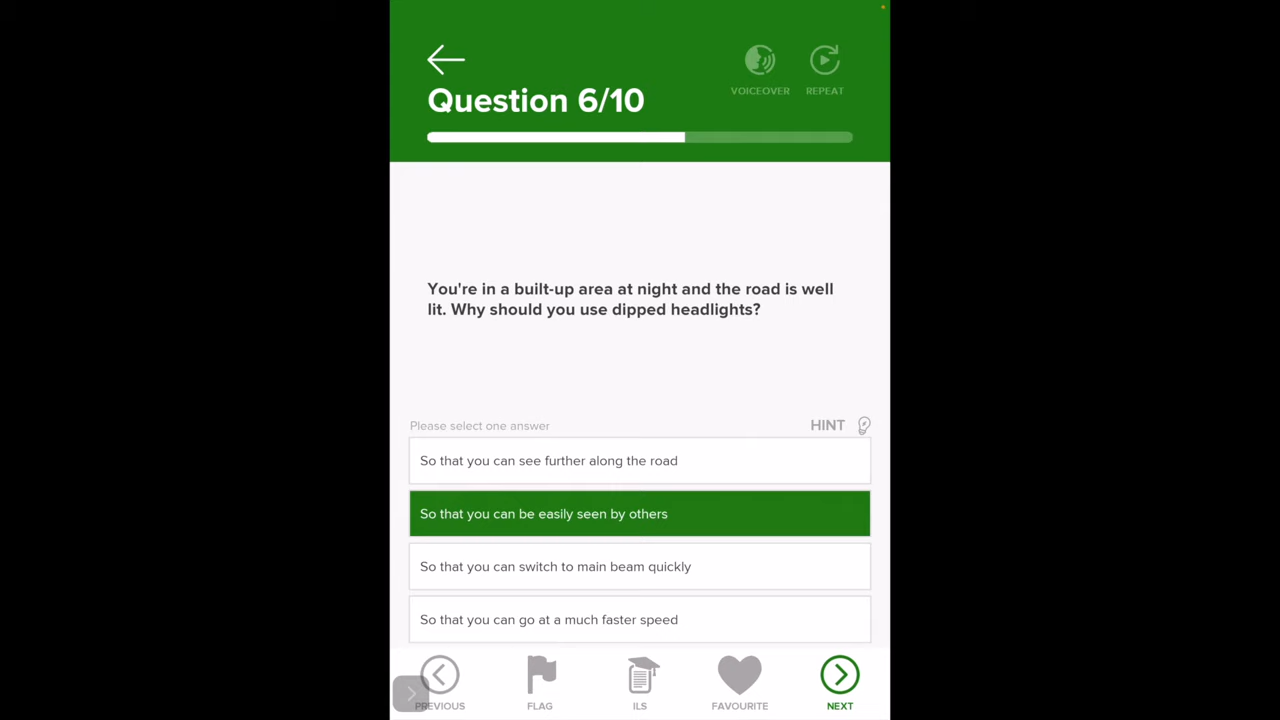 VOICEOVER
REPEAT
Question 6/10
You're in a built-up area at night and the road is well
lit. Why should you use dipped headlights?
Please select one answer
HINT
So that you can see further along the road
So that you can be easily seen by others
So that you can switch to main beam quickly
So that you can go at a much faster speed
PREVIOUS
FLAG
ILS
FAVOURITE
NEXT